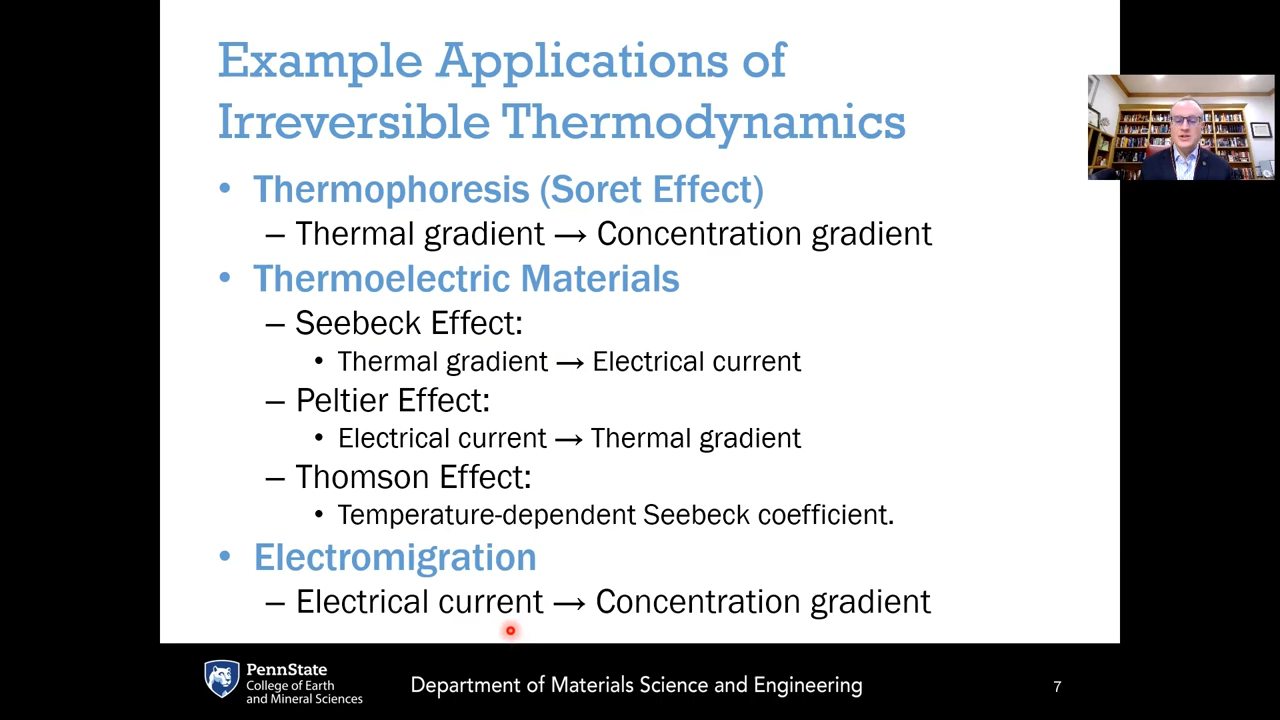 Example Applications of
Irreversible Thermodynamics
• Thermophoresis (Soret Effect)
– Thermal gradient → Concentration gradient
• Thermoelectric Materials
– Seebeck Effect:
• Thermal gradient → Electrical current
– Peltier Effect:
• Electrical current → Thermal gradient
– Thomson Effect:
• Temperature-dependent Seebeck coefficient.
• Electromigration
– Electrical current → Concentration gradient
PennState
College of Earth
and Mineral Sciences
Department of Materials Science and Engineering
7